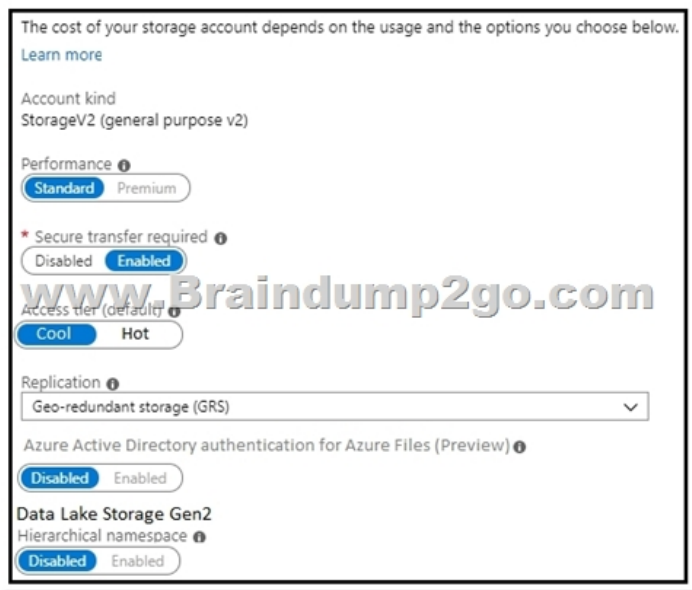 The cost of your storage account depends on the usage and the options you choose below.
Learn more
Account kind
StorageV2 (general purpose v2)
Performance
Standard Premium
* Secure transfer required
Disabled Enabled
www.Braindump2go.com
Access tier (default)
Cool Hot
Replication
Geo-redundant storage (GRS)
Azure Active Directory authentication for Azure Files (Preview)
Disabled Enabled
Data Lake Storage Gen2
Hierarchical namespace
Disabled Enabled